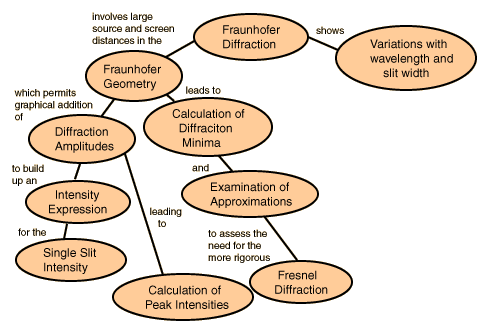 involves large
source and screen
distances in the
Fraunhofer
Diffraction
shows
Variations with
wavelength and
slit width
Fraunhofer
Geometry
which permits
graphical addition
of
leads to
Calculation of
Diffraciton
Minima
Diffraction
Amplitudes
to build
up an
and
Examination of
Approximations
Intensity
Expression
leading
to
for the
to assess the
need for the
more rigorous
Single Slit
Intensity
Calculation of
Peak Intensities
Fresnel
Diffraction